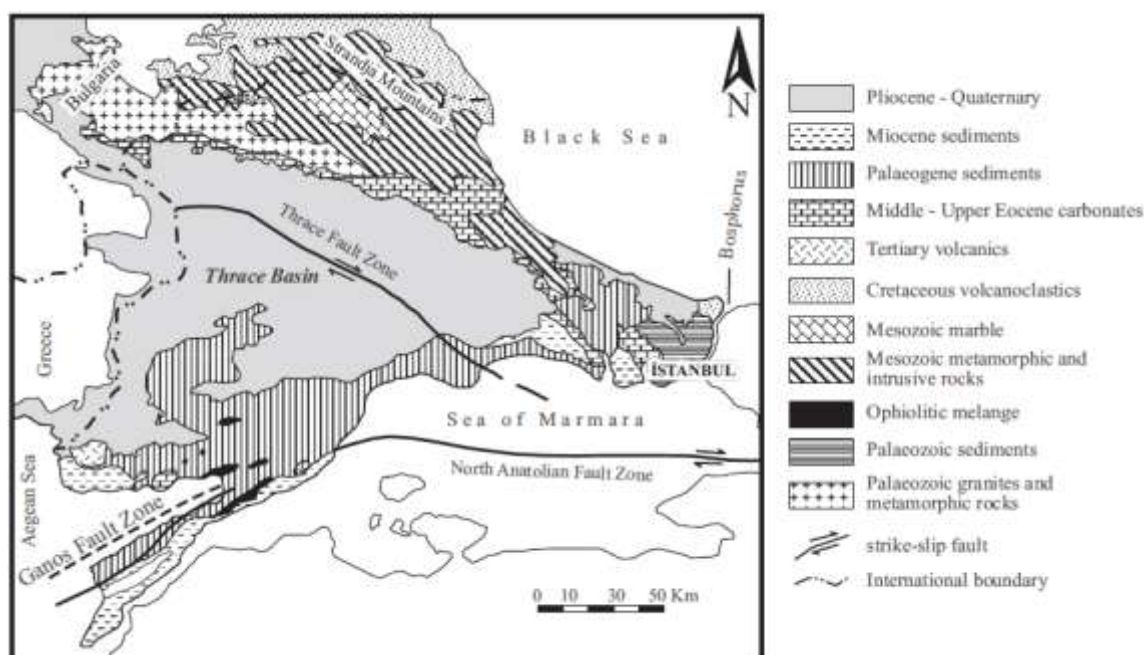 Bulgaria
Strandja Mountains
N
Black Sea
Bosphorus
Thrace Fault Zone
Thrace Basin
Greece
İSTANBUL
Sea of Marmara
North Anatolian Fault Zone
Aegean Sea
Ganos Fault Zone
0 10 30 50 Km
Pliocene - Quaternary
Miocene sediments
Palaeogene sediments
Middle - Upper Eocene carbonates
Tertiary volcanics
Cretaceous volcanoclastics
Mesozoic marble
Mesozoic metamorphic and
intrusive rocks
Ophiolitic melange
Palaeozoic sediments
Palaeozoic granites and
metamorphic rocks
strike-slip fault
International boundary